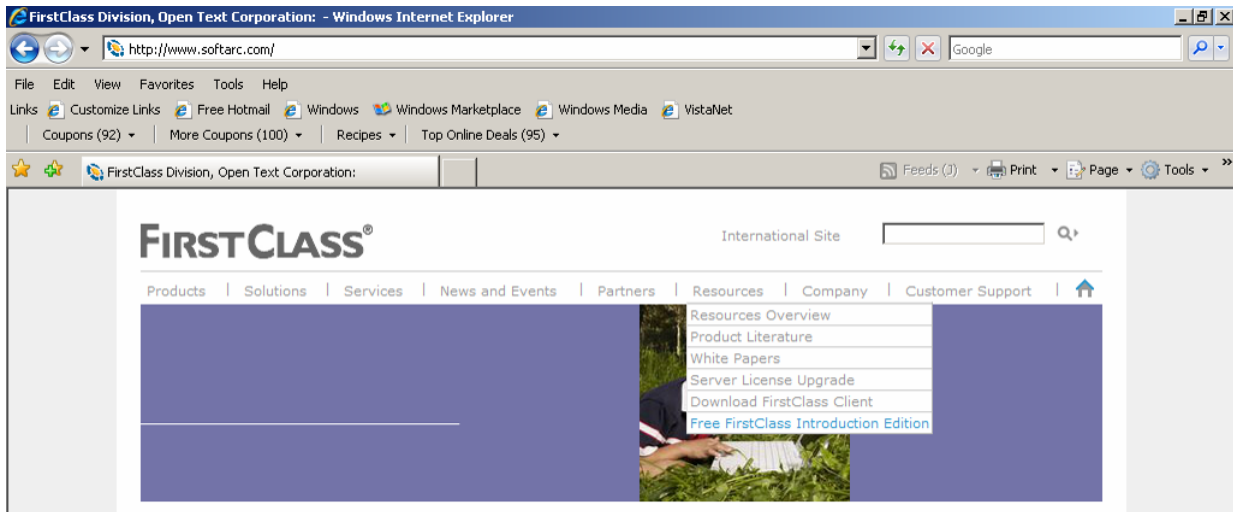 FirstClass Division, Open Text Corporation: - Windows Internet Explorer
http://www.softarc.com/ Google
File Edit View Favorites Tools Help
Links Customize Links Free Hotmail Windows Windows Marketplace Windows Media VistaNet
Coupons (92) More Coupons (100) Recipes Top Online Deals (95)
FirstClass Division, Open Text Corporation: Feeds (J) Print Page Tools »
FIRSTCLASS® International Site
Products | Solutions | Services | News and Events | Partners | Resources | Company | Customer Support |
Resources Overview
Product Literature
White Papers
Server License Upgrade
Download FirstClass Client
Free FirstClass Introduction Edition